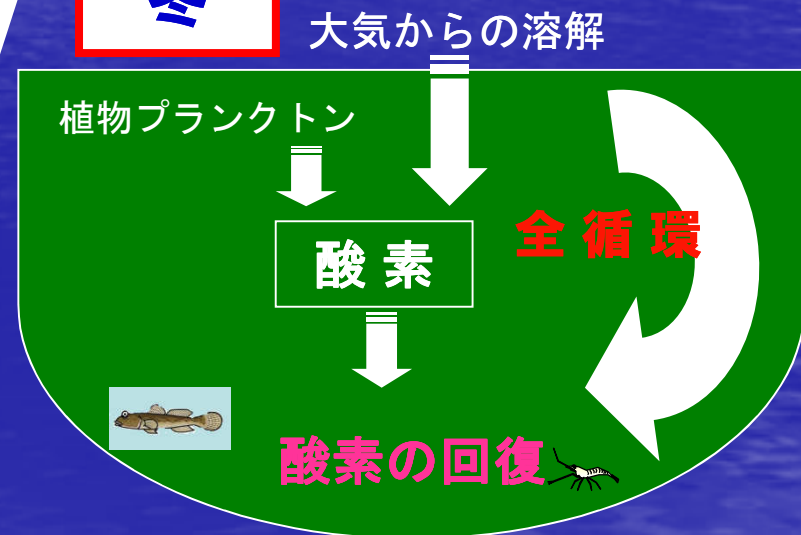 冬
大気からの溶解
植物プランクトン
酸素
全循環
酸素の回復